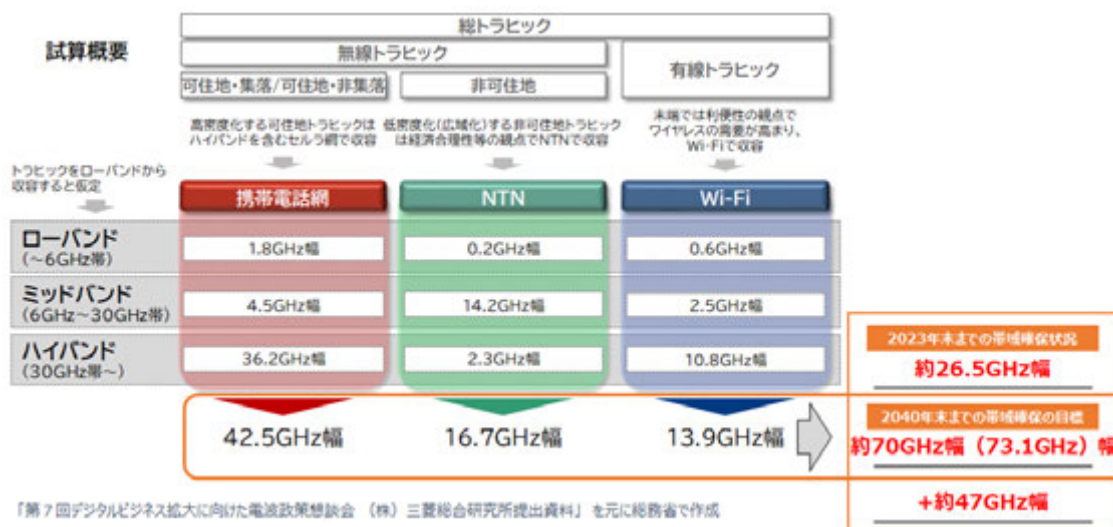 試算概要
総トラヒック
無線トラヒック
有線トラヒック
可住地・集落/可住地・非集落
非可住地
高密度化する可住地トラヒックは
ハイバンドを含むセルラ網で収容
低密度化(広域化)する非可住地トラヒック
は経済合理性等の観点でNTNで収容
末端では利便性の観点で
ワイヤレスの需要が高まり、
Wi-Fiで収容
トラヒックをローバンドから
収容すると仮定
携帯電話網
NTN
Wi-Fi
ローバンド
(～6GHz帯)
1.8GHz幅
0.2GHz幅
0.6GHz幅
ミッドバンド
(6GHz～30GHz帯)
4.5GHz幅
14.2GHz幅
2.5GHz幅
ハイバンド
(30GHz帯～)
36.2GHz幅
2.3GHz幅
10.8GHz幅
2023年末までの帯域確保状況
約26.5GHz幅
42.5GHz幅
16.7GHz幅
13.9GHz幅
2040年末までの帯域確保の目標
約70GHz幅（73.1GHz）幅
+約47GHz幅
「第７回デジタルビジネス拡大に向けた電波政策懇談会　（株）三菱総合研究所提出資料」を元に総務省で作成